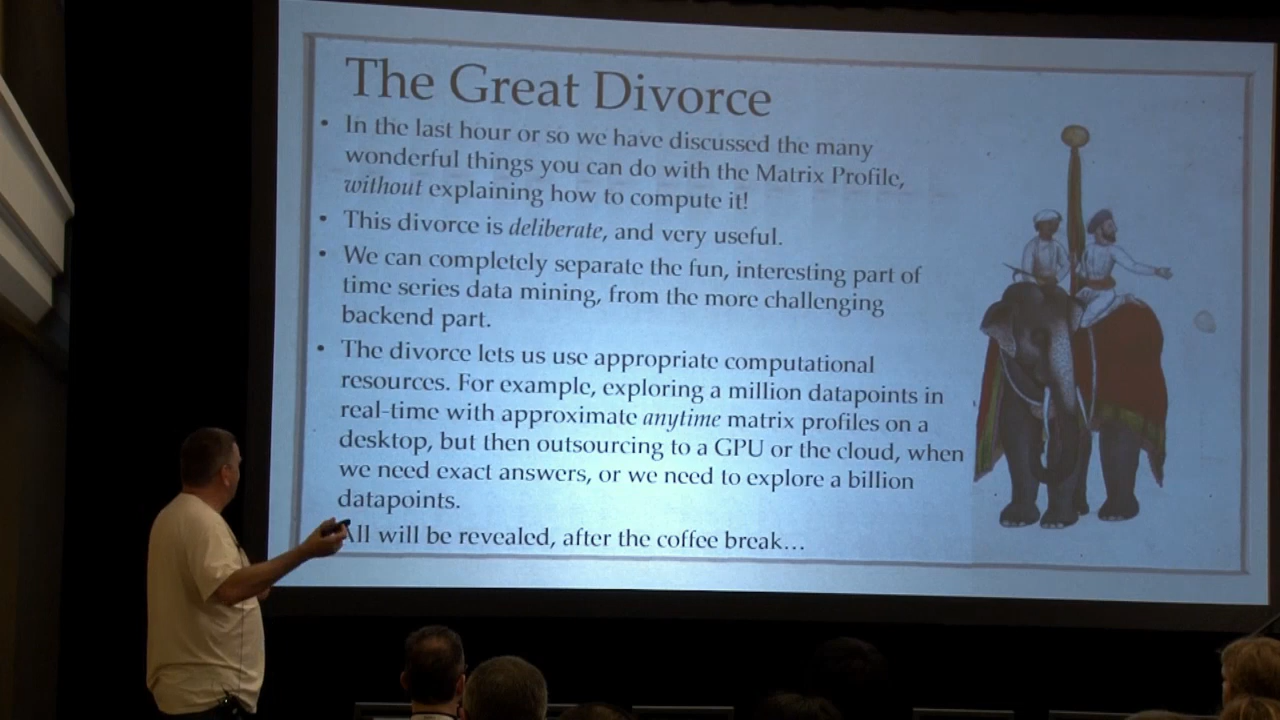 The Great Divorce
• In the last hour or so we have discussed the many
wonderful things you can do with the Matrix Profile,
without explaining how to compute it!
• This divorce is deliberate, and very useful.
• We can completely separate the fun, interesting part of
time series data mining, from the more challenging
backend part.
• The divorce lets us use appropriate computational
resources. For example, exploring a million datapoints in
real-time with approximate anytime matrix profiles on a
desktop, but then outsourcing to a GPU or the cloud, when
we need exact answers, or we need to explore a billion
datapoints.
All will be revealed, after the coffee break…